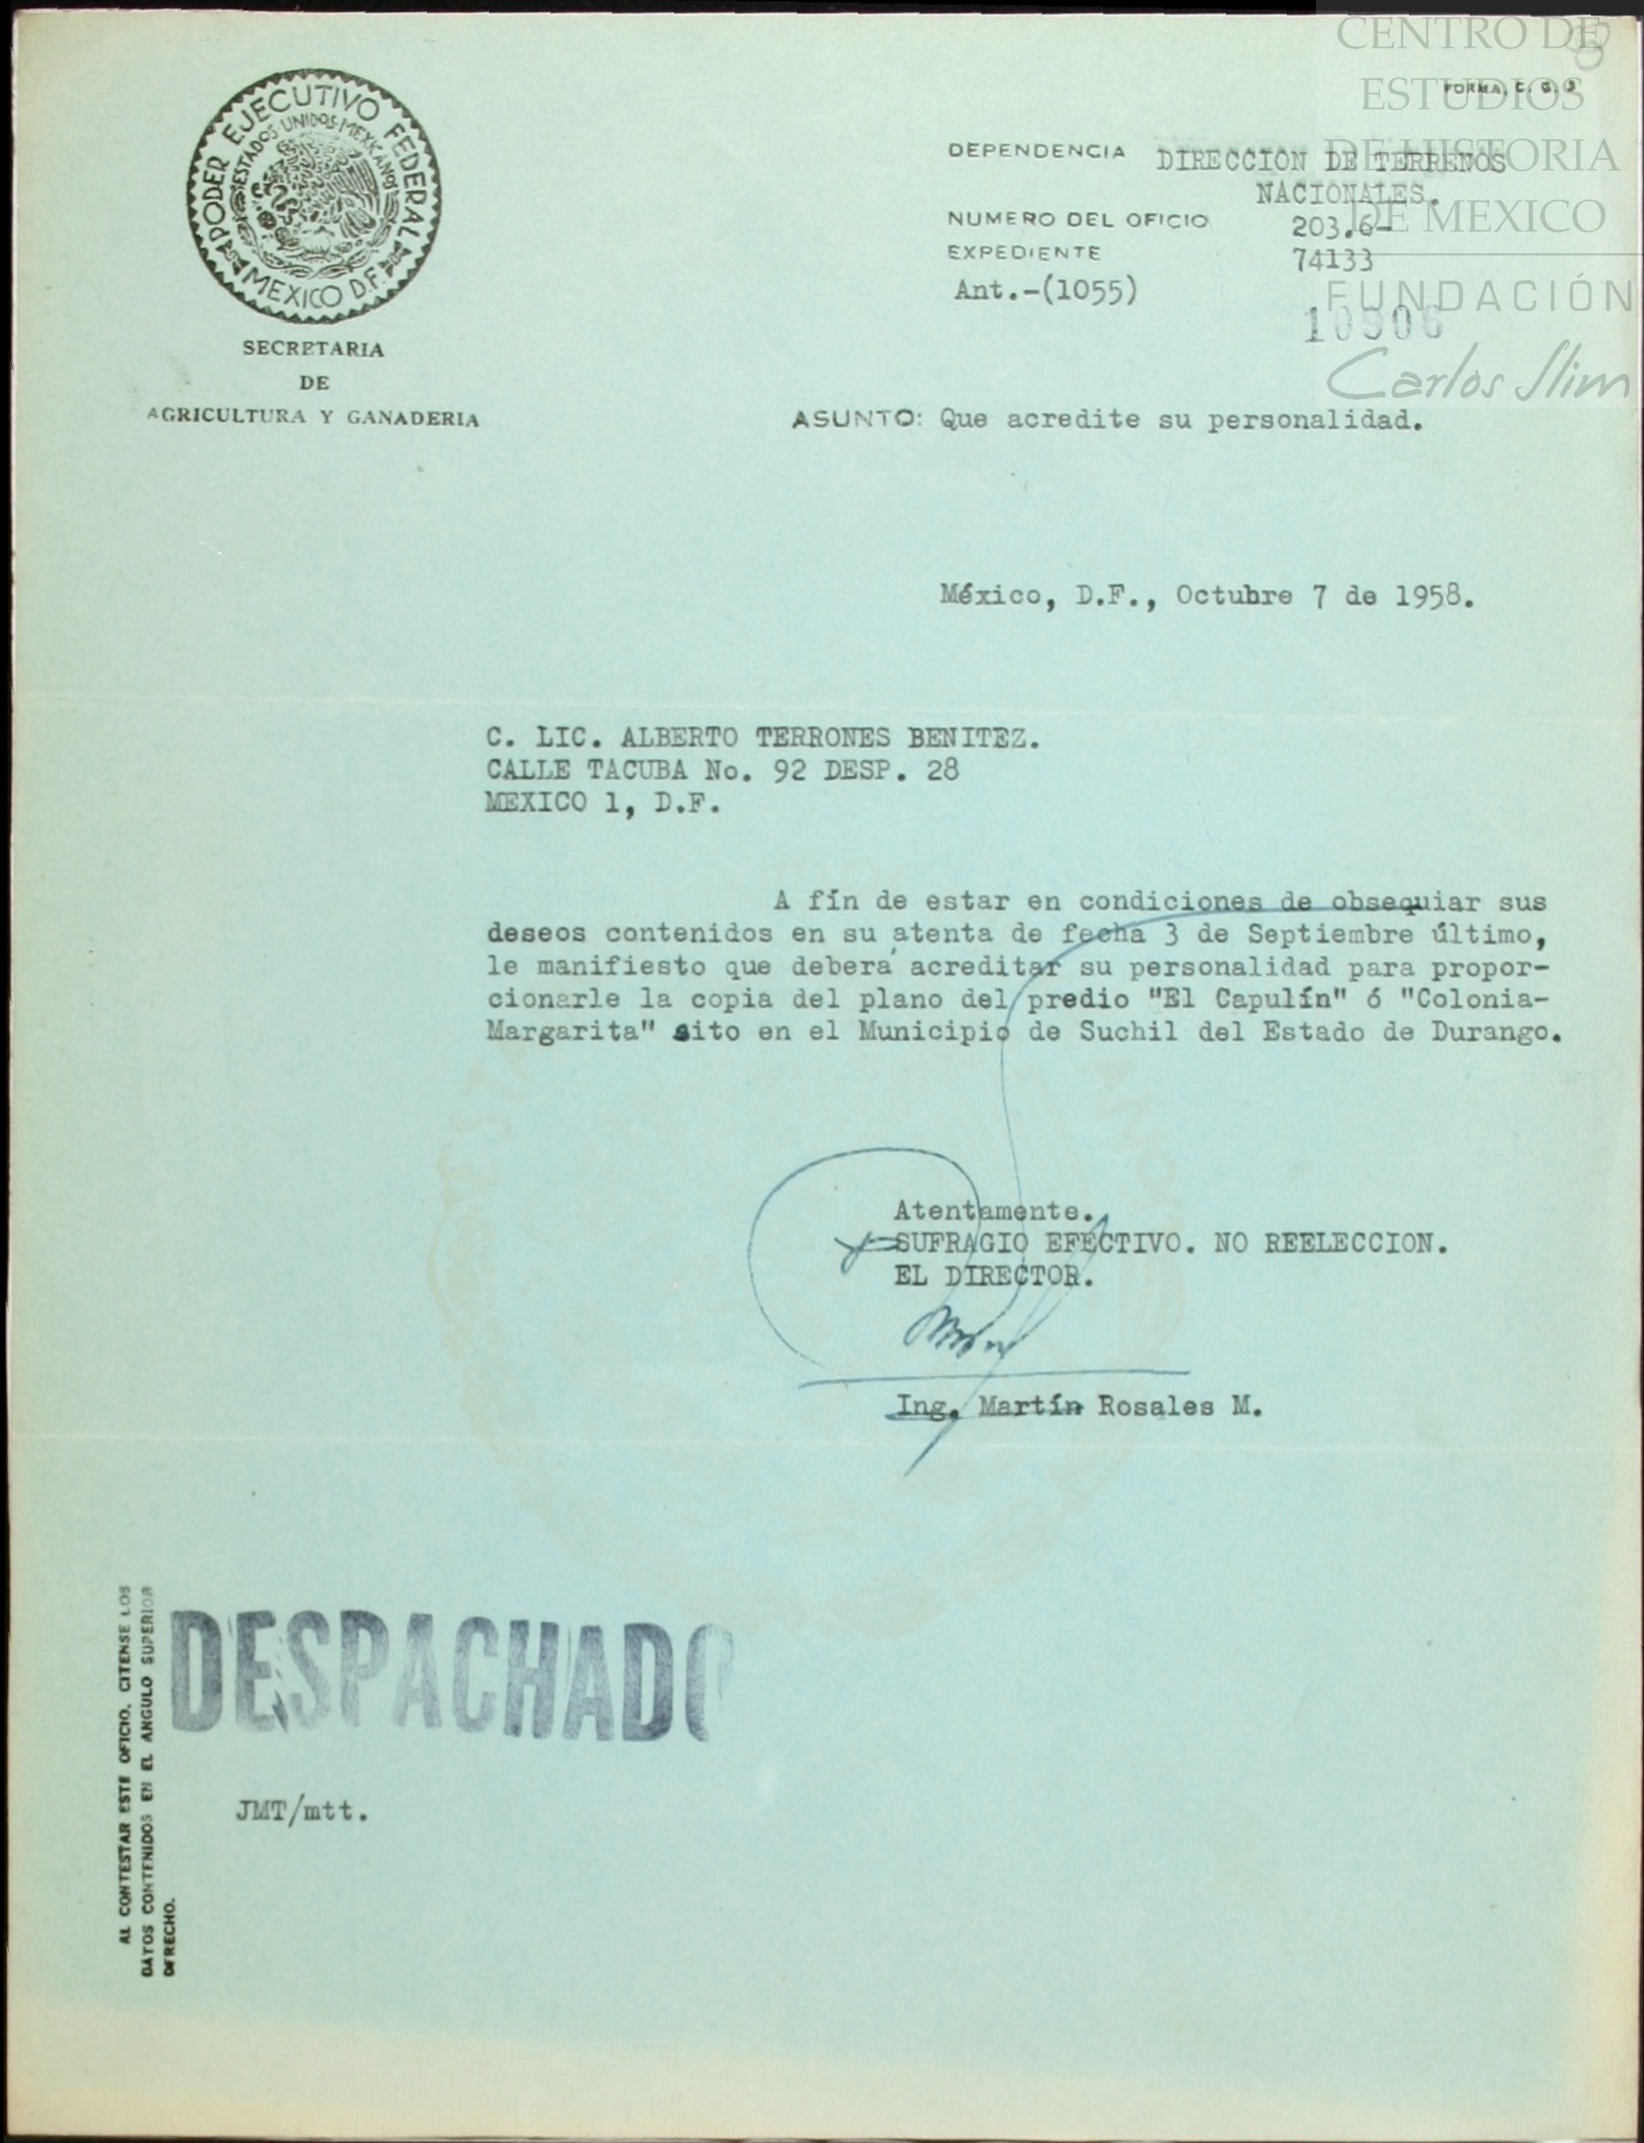 CENTRO DE
ESTUDIOS
DE HISTORIA
DE MEXICO
FUNDACIÓN
Carlos Slim
PODER EJECUTIVO FEDERAL
ESTADOS UNIDOS MEXICANOS
MEXICO D.F.
SECRETARIA
DE
AGRICULTURA Y GANADERIA
FORMA. C. G.
DEPENDENCIA DIRECCION DE TERRENOS
NACIONALES.
NUMERO DEL OFICIO 203.6-
EXPEDIENTE 74133
Ant.-(1055)
ASUNTO: Que acredite su personalidad.
México, D.F., Octubre 7 de 1958.
C. LIC. ALBERTO TERRONES BENITEZ.
CALLE TACUBA No. 92 DESP. 28
MEXICO 1, D.F.
A fín de estar en condiciones de obsequiar sus
deseos contenidos en su atenta de fecha 3 de Septiembre último,
le manifiesto que deberá acreditar su personalidad para propor-
cionarle la copia del plano del predio "El Capulín" ó "Colonia-
Margarita" sito en el Municipio de Suchil del Estado de Durango.
Atentamente.
SUFRAGIO EFECTIVO. NO REELECCION.
EL DIRECTOR.
Ing. Martín Rosales M.
DESPACHADO
JMT/mtt.
AL CONTESTAR ESTE OFICIO, CITENSE LOS
DATOS CONTENIDOS EN EL ANGULO SUPERIOR
DERECHO.